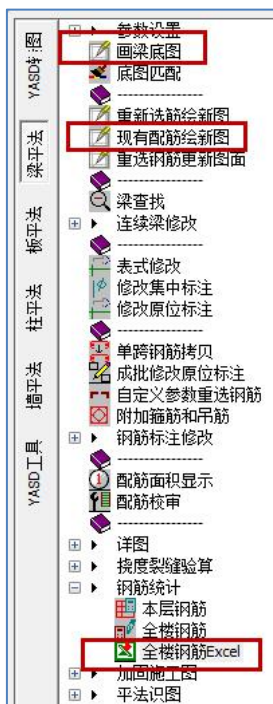 YASD转图
梁平法
板平法
柱平法
墙平法
YASD工具
参数设置
画梁底图
底图匹配
--------------
重新选筋绘新图
现有配筋绘新图
重选钢筋更新图面
--------------
梁查找
连续梁修改
--------------
表式修改
修改集中标注
修改原位标注
--------------
单跨钢筋拷贝
成批修改原位标注
自定义参数重选钢筋
附加箍筋和吊筋
钢筋标注修改
--------------
配筋面积显示
配筋校审
--------------
详图
挠度裂缝验算
钢筋统计
本层钢筋
全楼钢筋
全楼钢筋Excel
加固施工图
平法识图